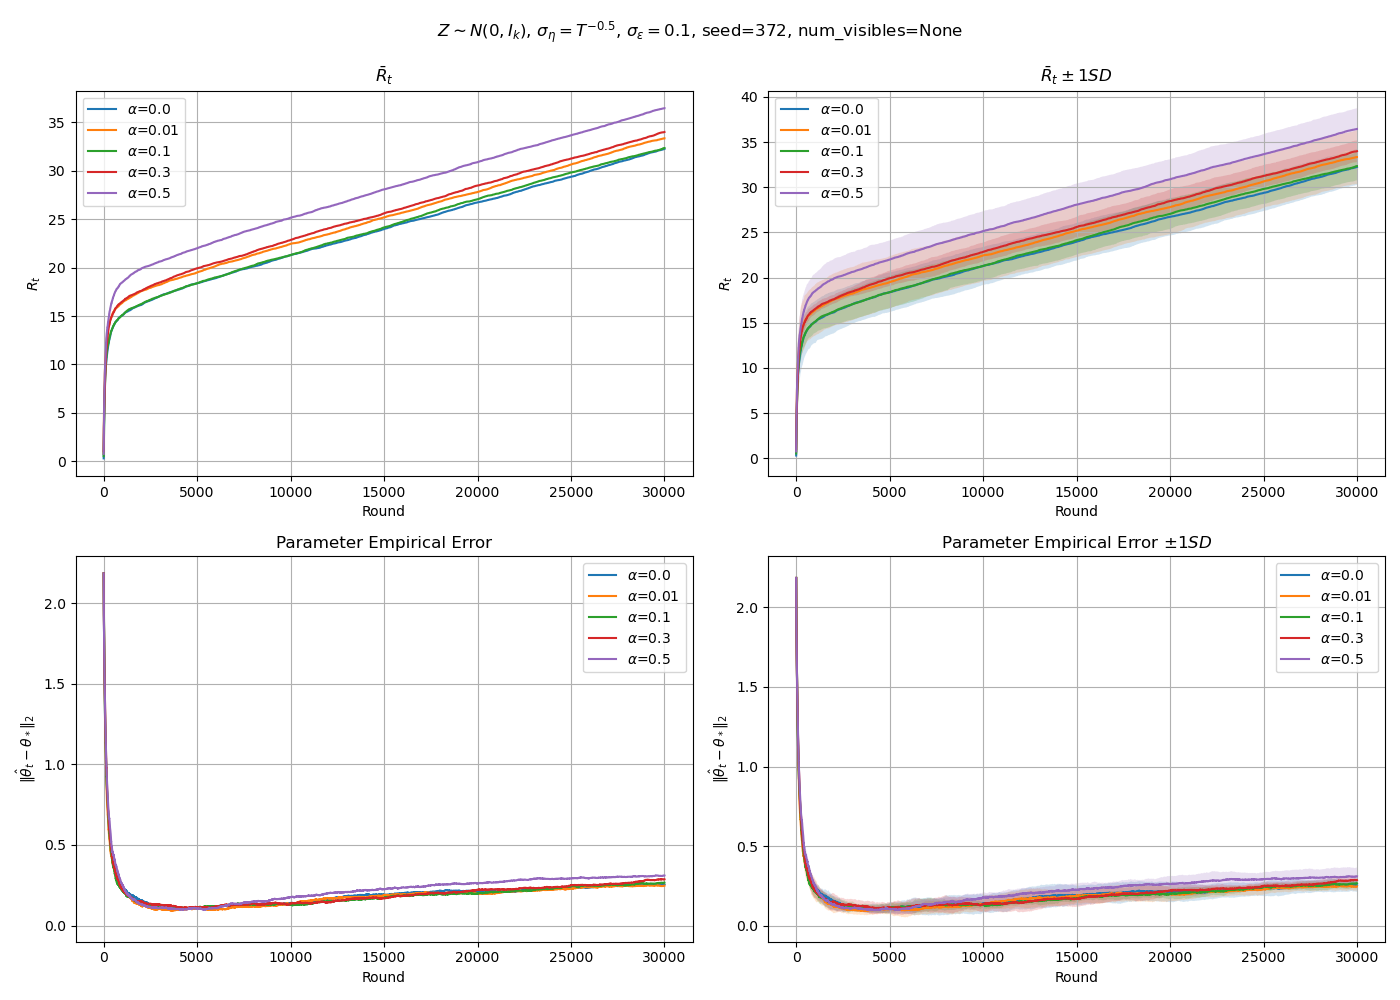 Z ~ N(0, I_k), σ_η = T^{−0.5}, σ_ε = 0.1, seed=372, num_visibles=None
R̄_t
R_t
35
30
25
20
15
10
5
0
α=0.0
α=0.01
α=0.1
α=0.3
α=0.5
0 5000 10000 15000 20000 25000 30000
Round
R̄_t ± 1SD
R_t
40
35
30
25
20
15
10
5
0
α=0.0
α=0.01
α=0.1
α=0.3
α=0.5
0 5000 10000 15000 20000 25000 30000
Round
Parameter Empirical Error
‖θ̂_t − θ_*‖_2
2.0
1.5
1.0
0.5
0.0
α=0.0
α=0.01
α=0.1
α=0.3
α=0.5
0 5000 10000 15000 20000 25000 30000
Round
Parameter Empirical Error ±1SD
‖θ̂_t − θ_*‖_2
2.0
1.5
1.0
0.5
0.0
α=0.0
α=0.01
α=0.1
α=0.3
α=0.5
0 5000 10000 15000 20000 25000 30000
Round